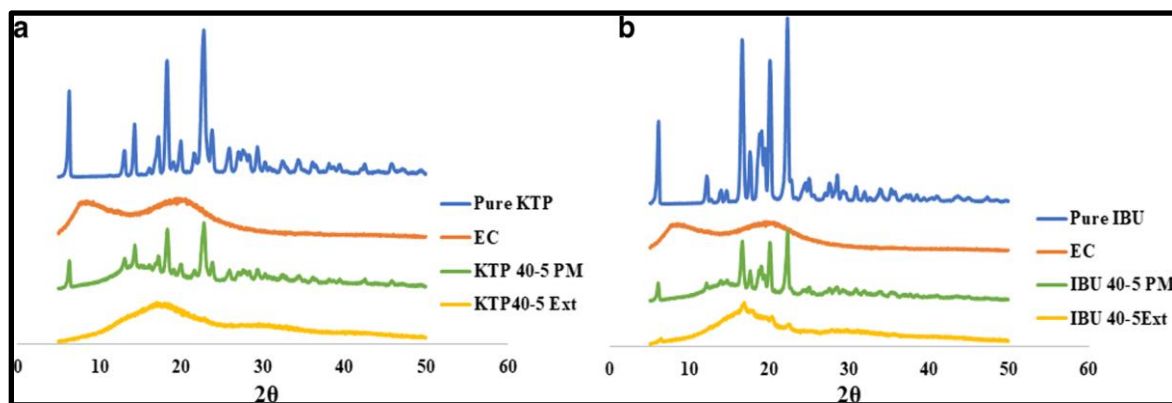 a
Pure KTP
EC
KTP 40-5 PM
KTP40-5 Ext
0 10 20 30 40 50 60
2θ
b
Pure IBU
EC
IBU 40-5 PM
IBU 40-5Ext
0 10 20 30 40 50 60
2θ